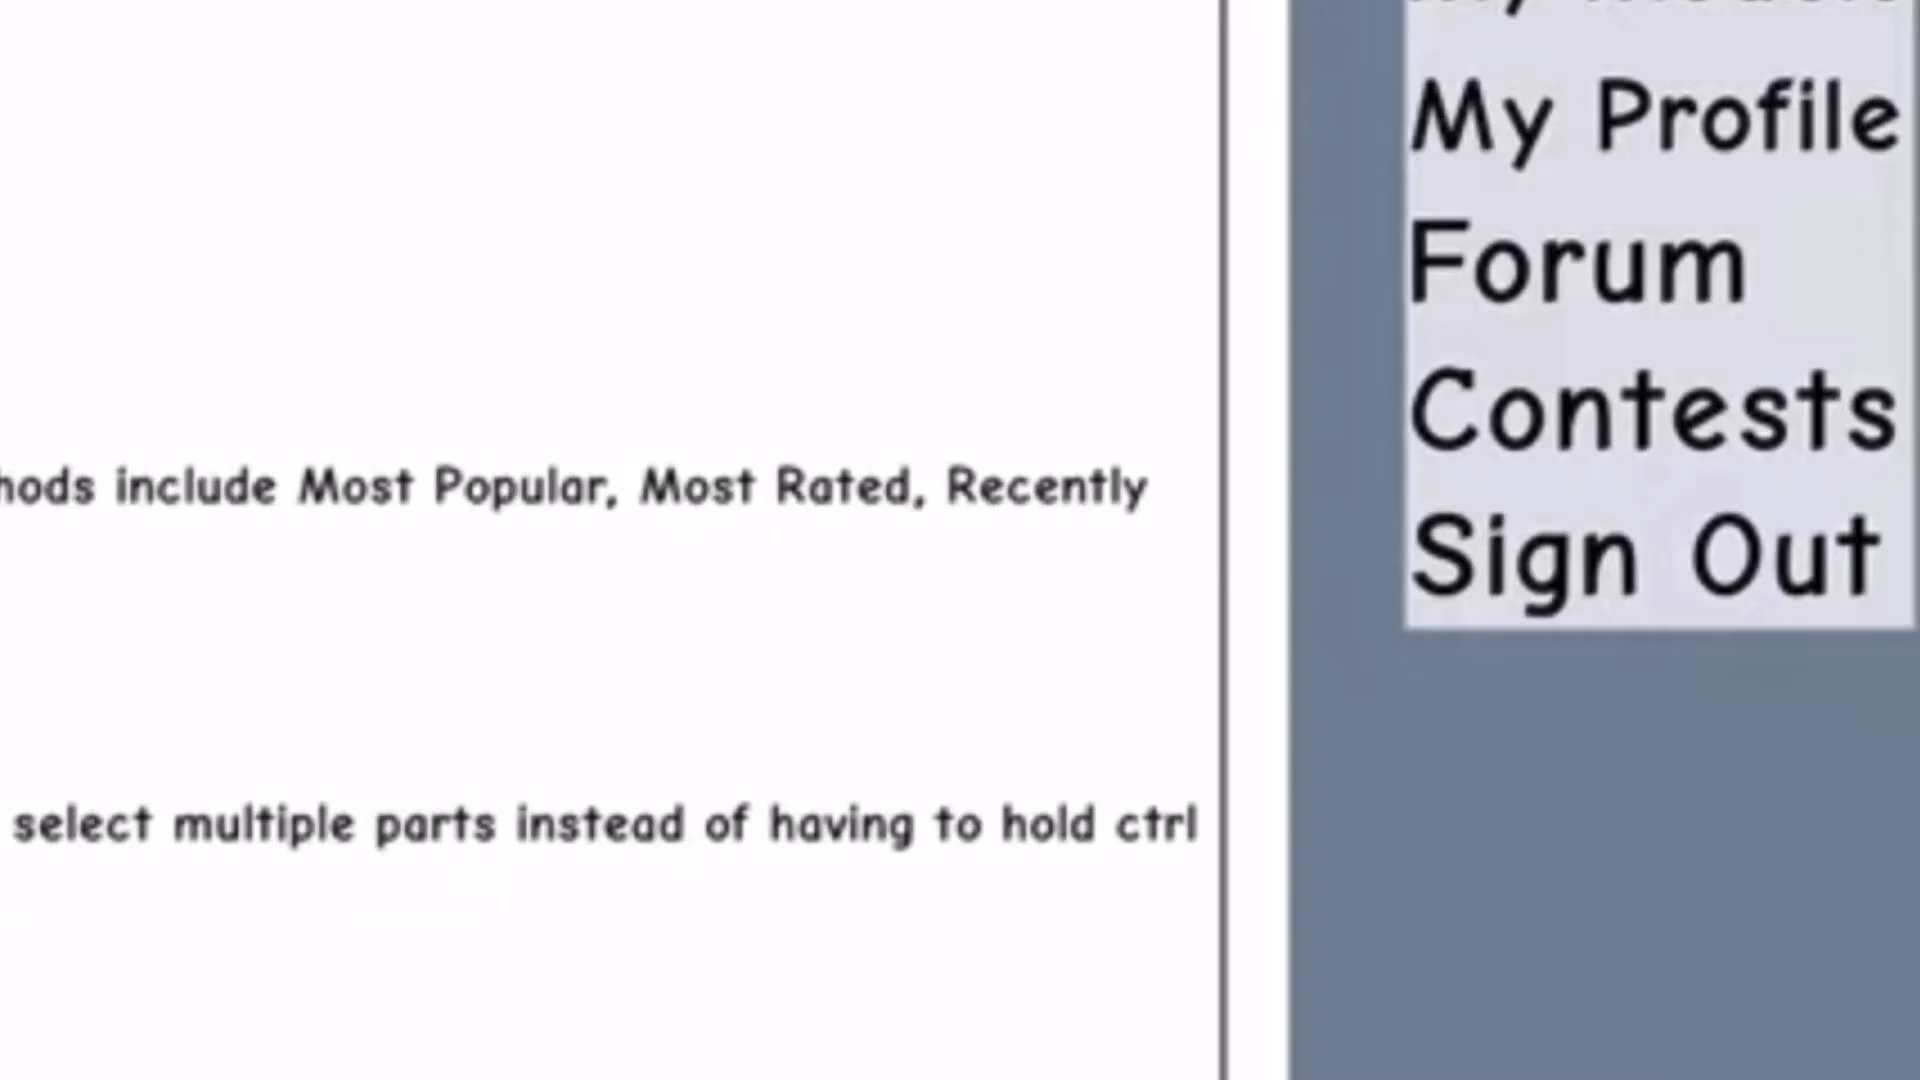 include Most Popular, Most Rated, Recently
select multiple parts instead of having to hold ctrl
My Profile
Forum
Contests
Sign Out